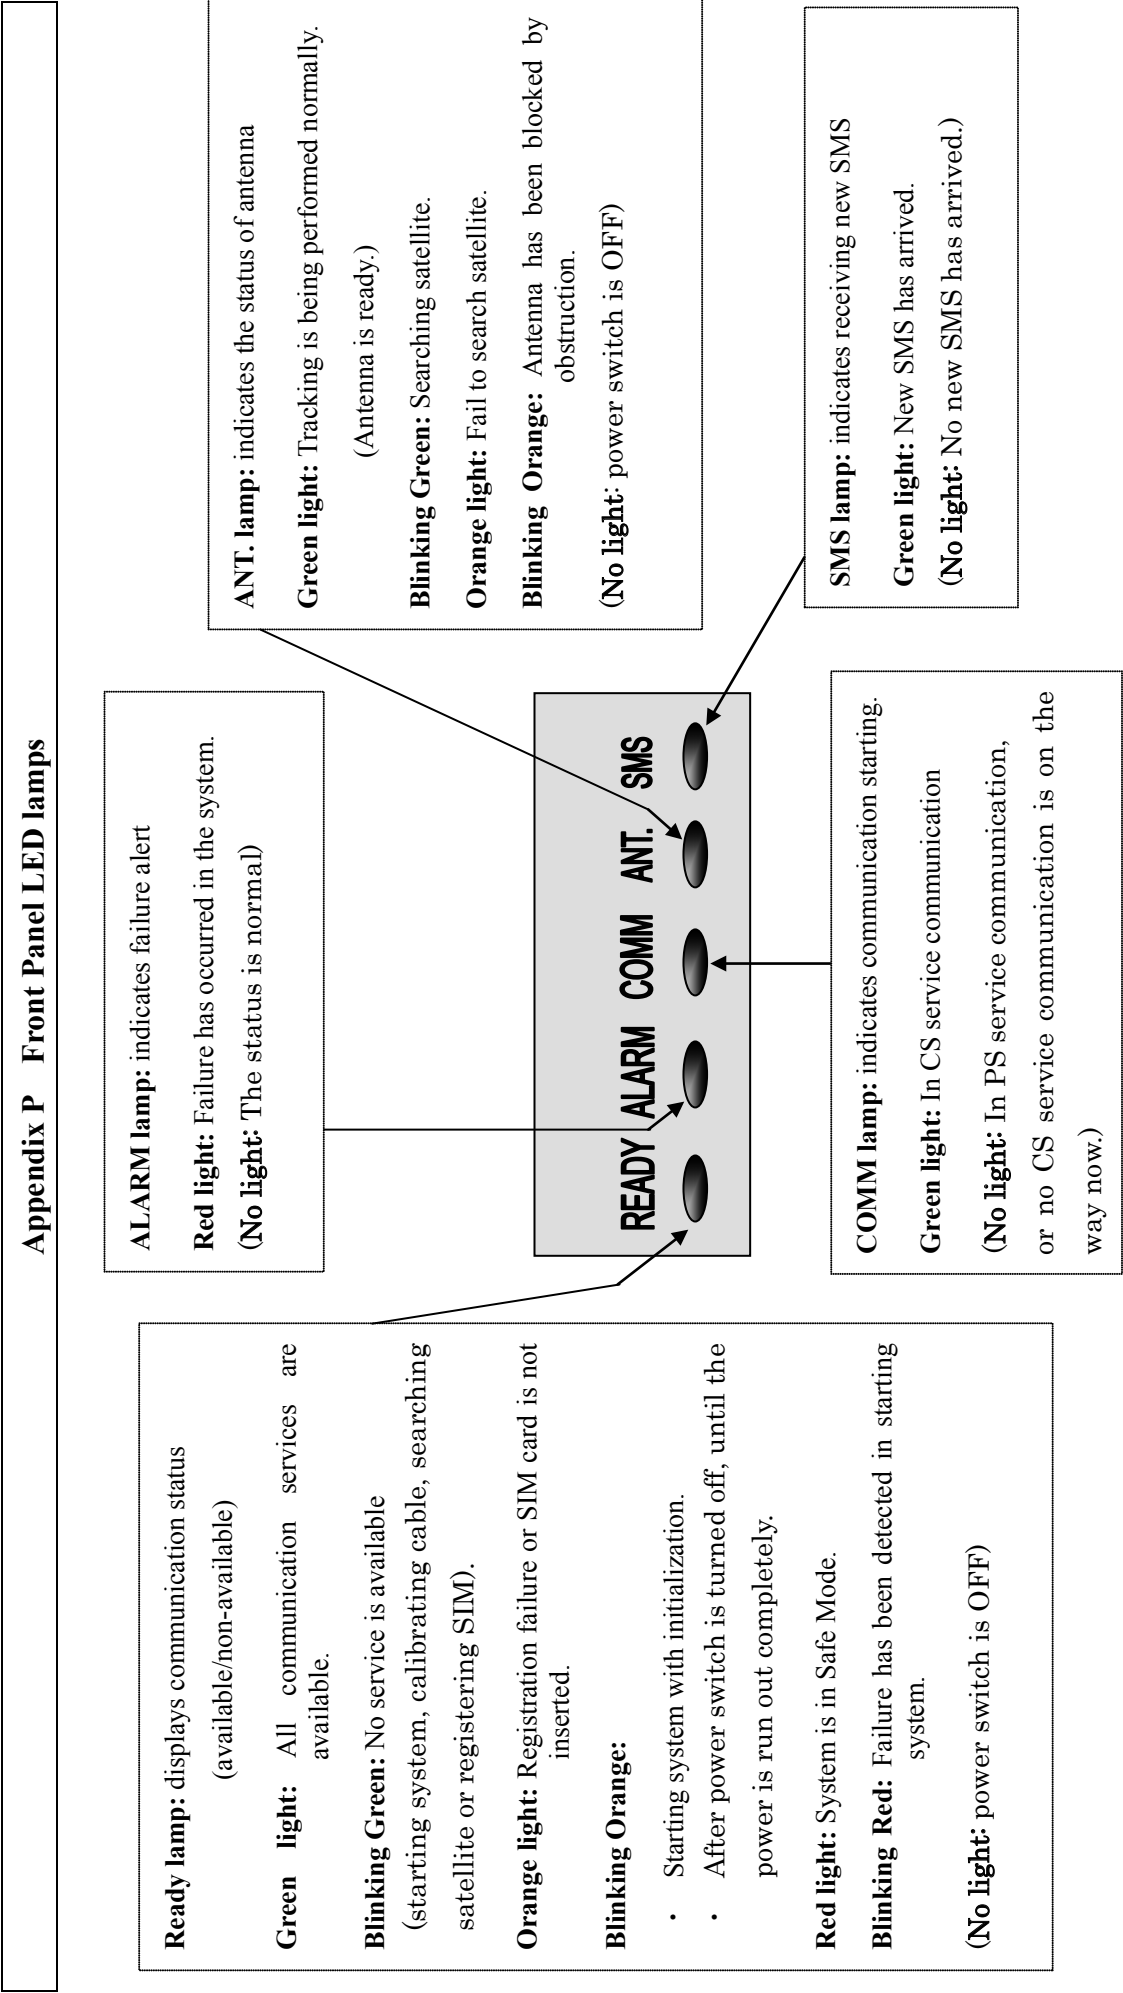 Appendix P   Front Panel LED lamps
Ready lamp: displays communication status
(available/non-available)
Green light: All communication services are
available.
Blinking Green: No service is available
(starting system, calibrating cable, searching
satellite or registering SIM).
Orange light: Registration failure or SIM card is not
inserted.
Blinking Orange:
· Starting system with initialization.
· After power switch is turned off, until the
power is run out completely.
Red light: System is in Safe Mode.
Blinking Red: Failure has been detected in starting
system.
(No light: power switch is OFF)
ALARM lamp: indicates failure alert
Red light: Failure has occurred in the system.
(No light: The status is normal)
READY ALARM COMM ANT. SMS
COMM lamp: indicates communication starting.
Green light: In CS service communication
(No light: In PS service communication,
or no CS service communication is on the
way now.)
ANT. lamp: indicates the status of antenna
Green light: Tracking is being performed normally.
(Antenna is ready.)
Blinking Green: Searching satellite.
Orange light: Fail to search satellite.
Blinking Orange: Antenna has been blocked by
obstruction.
(No light: power switch is OFF)
SMS lamp: indicates receiving new SMS
Green light: New SMS has arrived.
(No light: No new SMS has arrived.)